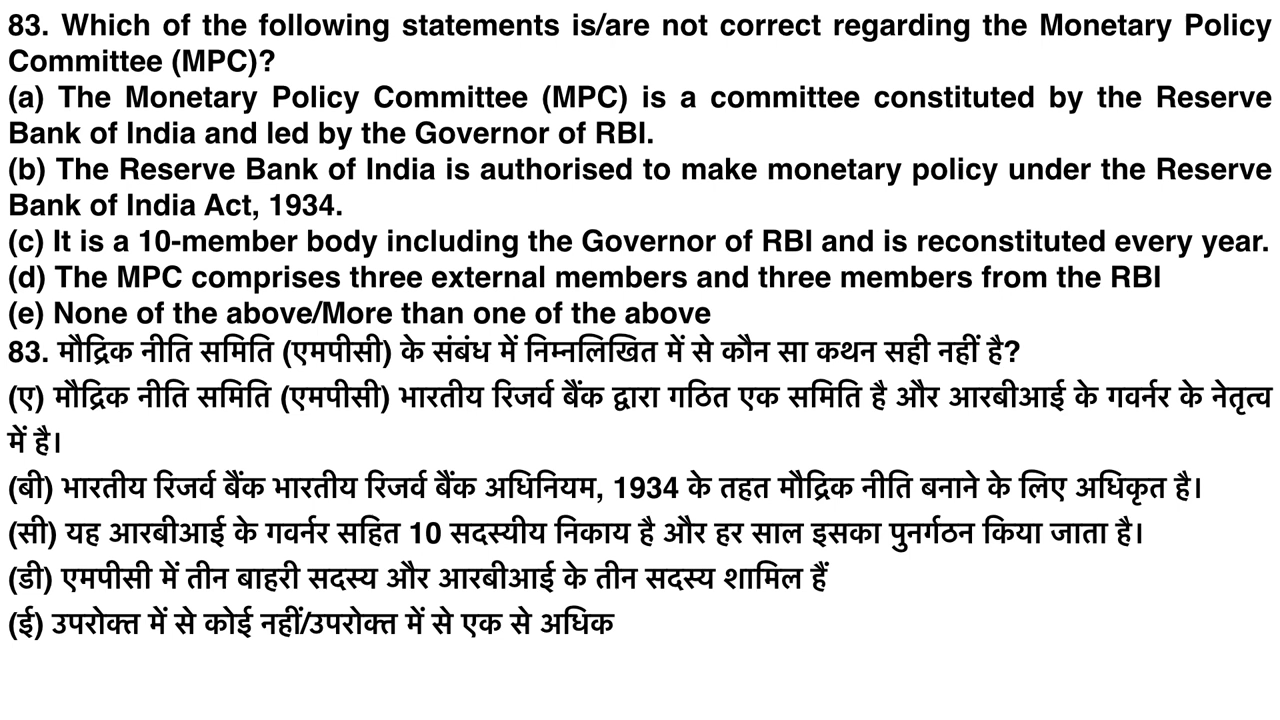 83. Which of the following statements is/are not correct regarding the Monetary Policy
Committee (MPC)?
(a) The Monetary Policy Committee (MPC) is a committee constituted by the Reserve
Bank of India and led by the Governor of RBI.
(b) The Reserve Bank of India is authorised to make monetary policy under the Reserve
Bank of India Act, 1934.
(c) It is a 10-member body including the Governor of RBI and is reconstituted every year.
(d) The MPC comprises three external members and three members from the RBI
(e) None of the above/More than one of the above
83. मौद्रिक नीति समिति (एमपीसी) के संबंध में निम्नलिखित में से कौन सा कथन सही नहीं है?
(ए) मौद्रिक नीति समिति (एमपीसी) भारतीय रिजर्व बैंक द्वारा गठित एक समिति है और आरबीआई के गवर्नर के नेतृत्व
में है।
(बी) भारतीय रिजर्व बैंक भारतीय रिजर्व बैंक अधिनियम, 1934 के तहत मौद्रिक नीति बनाने के लिए अधिकृत है।
(सी) यह आरबीआई के गवर्नर सहित 10 सदस्यीय निकाय है और हर साल इसका पुनर्गठन किया जाता है।
(डी) एमपीसी में तीन बाहरी सदस्य और आरबीआई के तीन सदस्य शामिल हैं
(ई) उपरोक्त में से कोई नहीं/उपरोक्त में से एक से अधिक